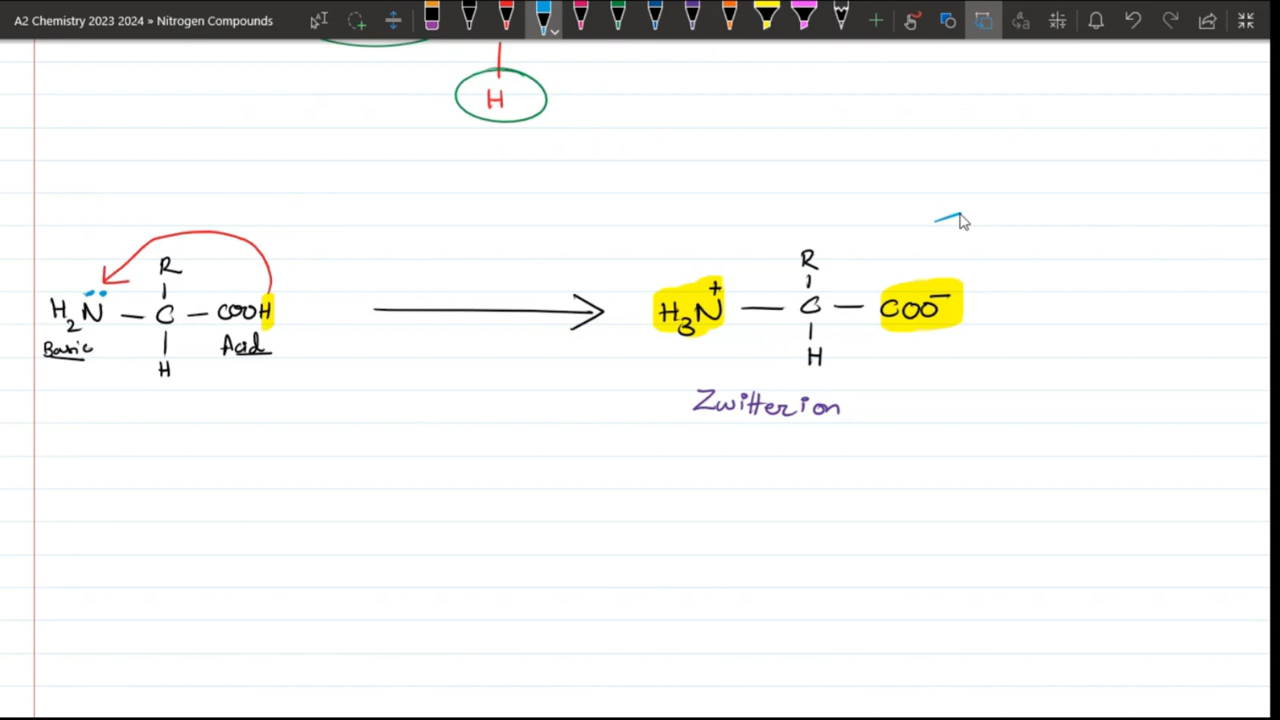 A2 Chemistry 2023 2024 » Nitrogen Compounds
H
R
H₂N — C — COOH
Basic
Acid
H
R
H₃N⁺ — C — COO⁻
H
Zwitterion